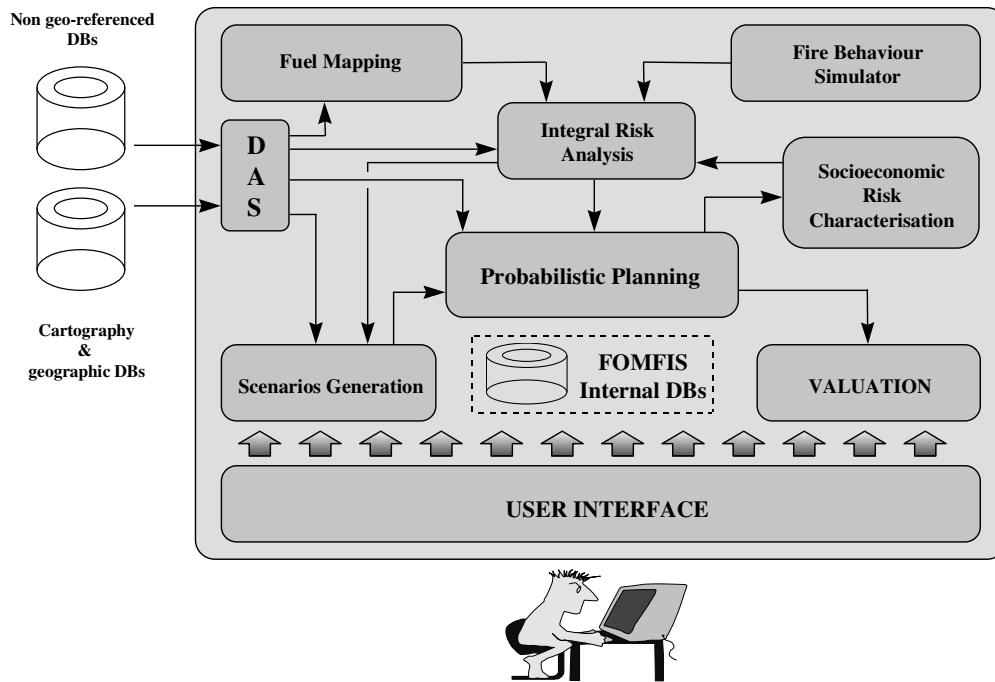 Non geo-referenced
DBs
Fuel Mapping
Fire Behaviour
Simulator
D
A
S
Integral Risk
Analysis
Socioeconomic
Risk
Characterisation
Probabilistic Planning
Cartography
&
geographic DBs
Scenarios Generation
FOMFIS
Internal DBs
VALUATION
USER INTERFACE